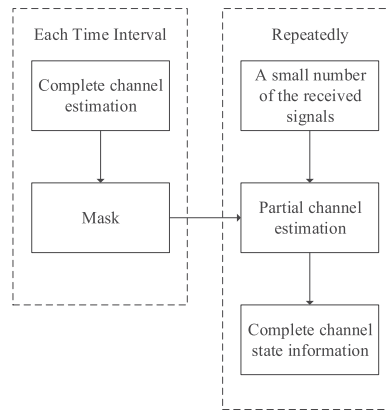 Each Time Interval
Complete channel
estimation
Mask
Repeatedly
A small number
of the received
signals
Partial channel
estimation
Complete channel
state information